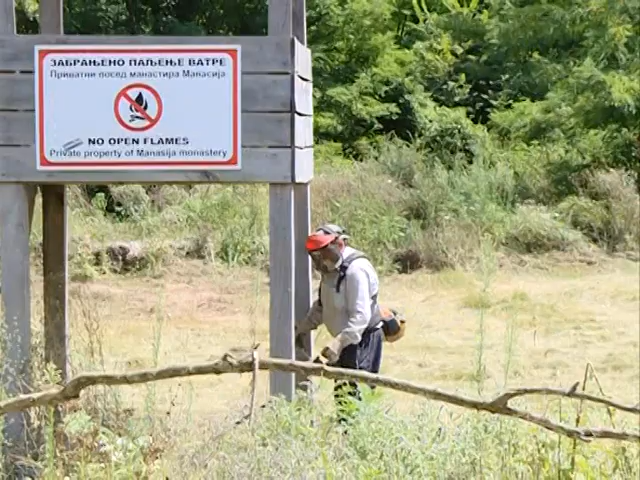 ЗАБРАЊЕНО ПАЉЕЊЕ ВАТРЕ
Приватни посед манастира Манасија
NO OPEN FLAMES
Private property of Manasija monastery